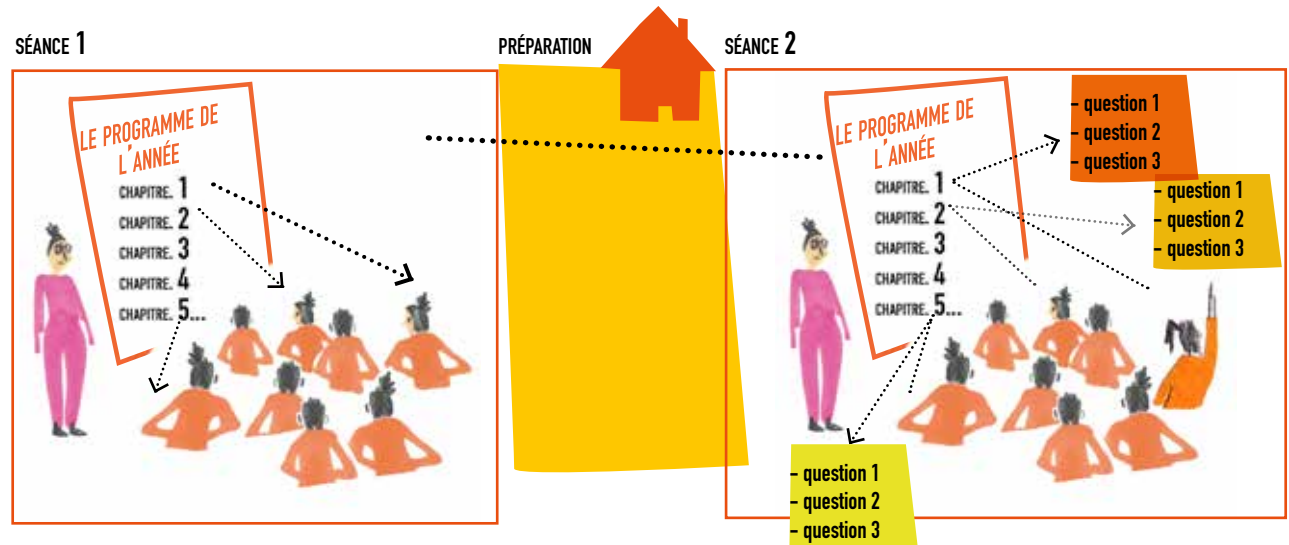 SÉANCE 1
LE PROGRAMME DE
L'ANNÉE
CHAPITRE. 1
CHAPITRE. 2
CHAPITRE. 3
CHAPITRE. 4
CHAPITRE. 5...
PRÉPARATION
SÉANCE 2
LE PROGRAMME DE
L'ANNÉE
CHAPITRE. 1
CHAPITRE. 2
CHAPITRE. 3
CHAPITRE. 4
CHAPITRE. 5...
- question 1
- question 2
- question 3
- question 1
- question 2
- question 3
- question 1
- question 2
- question 3